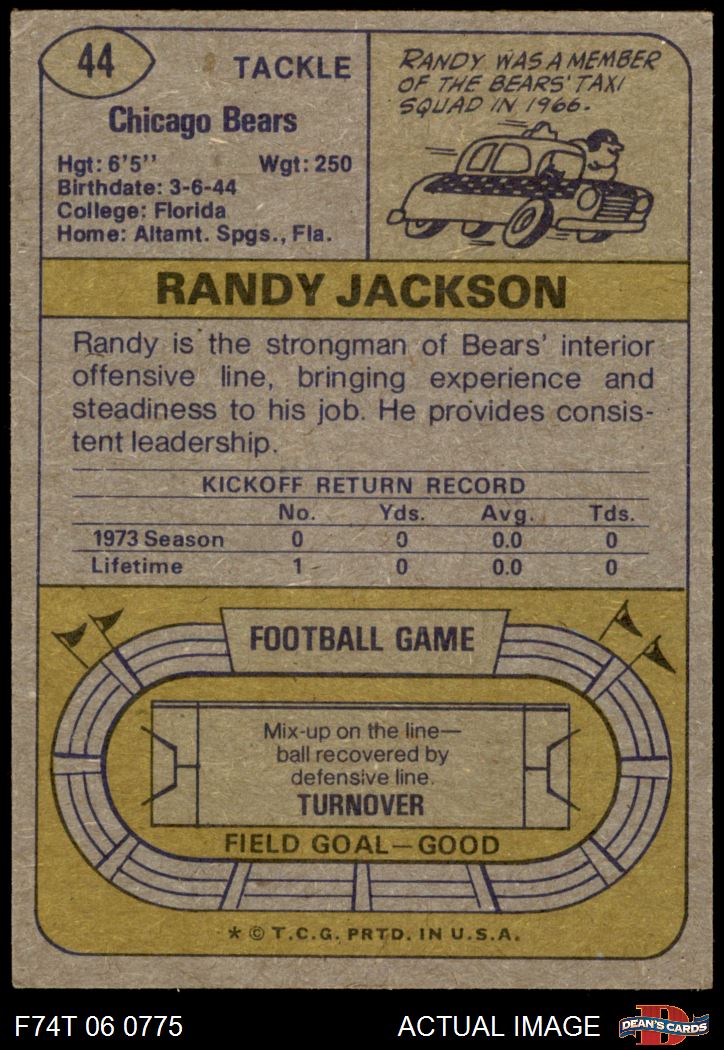 44
TACKLE
Chicago Bears
Hgt: 6'5'' Wgt: 250
Birthdate: 3-6-44
College: Florida
Home: Altamt. Spgs., Fla.
RANDY WAS A MEMBER
OF THE BEARS' TAXI
SQUAD IN 1966.
RANDY JACKSON
Randy is the strongman of Bears' interior
offensive line, bringing experience and
steadiness to his job. He provides consis-
tent leadership.
KICKOFF RETURN RECORD
No. Yds. Avg. Tds.
1973 Season 0 0 0.0 0
Lifetime 1 0 0.0 0
FOOTBALL GAME
Mix-up on the line—
ball recovered by
defensive line.
TURNOVER
FIELD GOAL—GOOD
* © T.C.G. PRTD. IN U.S.A.
F74T 06 0775 ACTUAL IMAGE D DEAN'S CARDS